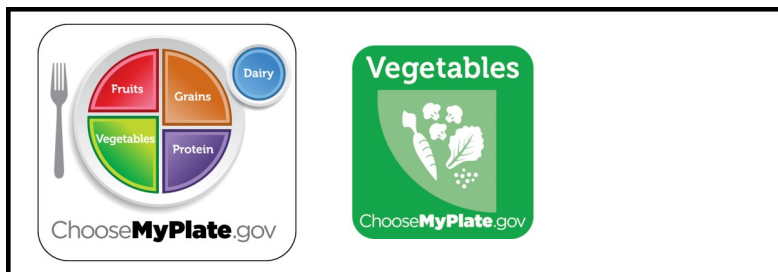 Fruits
Grains
Dairy
Vegetables
Protein
ChooseMyPlate.gov
Vegetables
ChooseMyPlate.gov